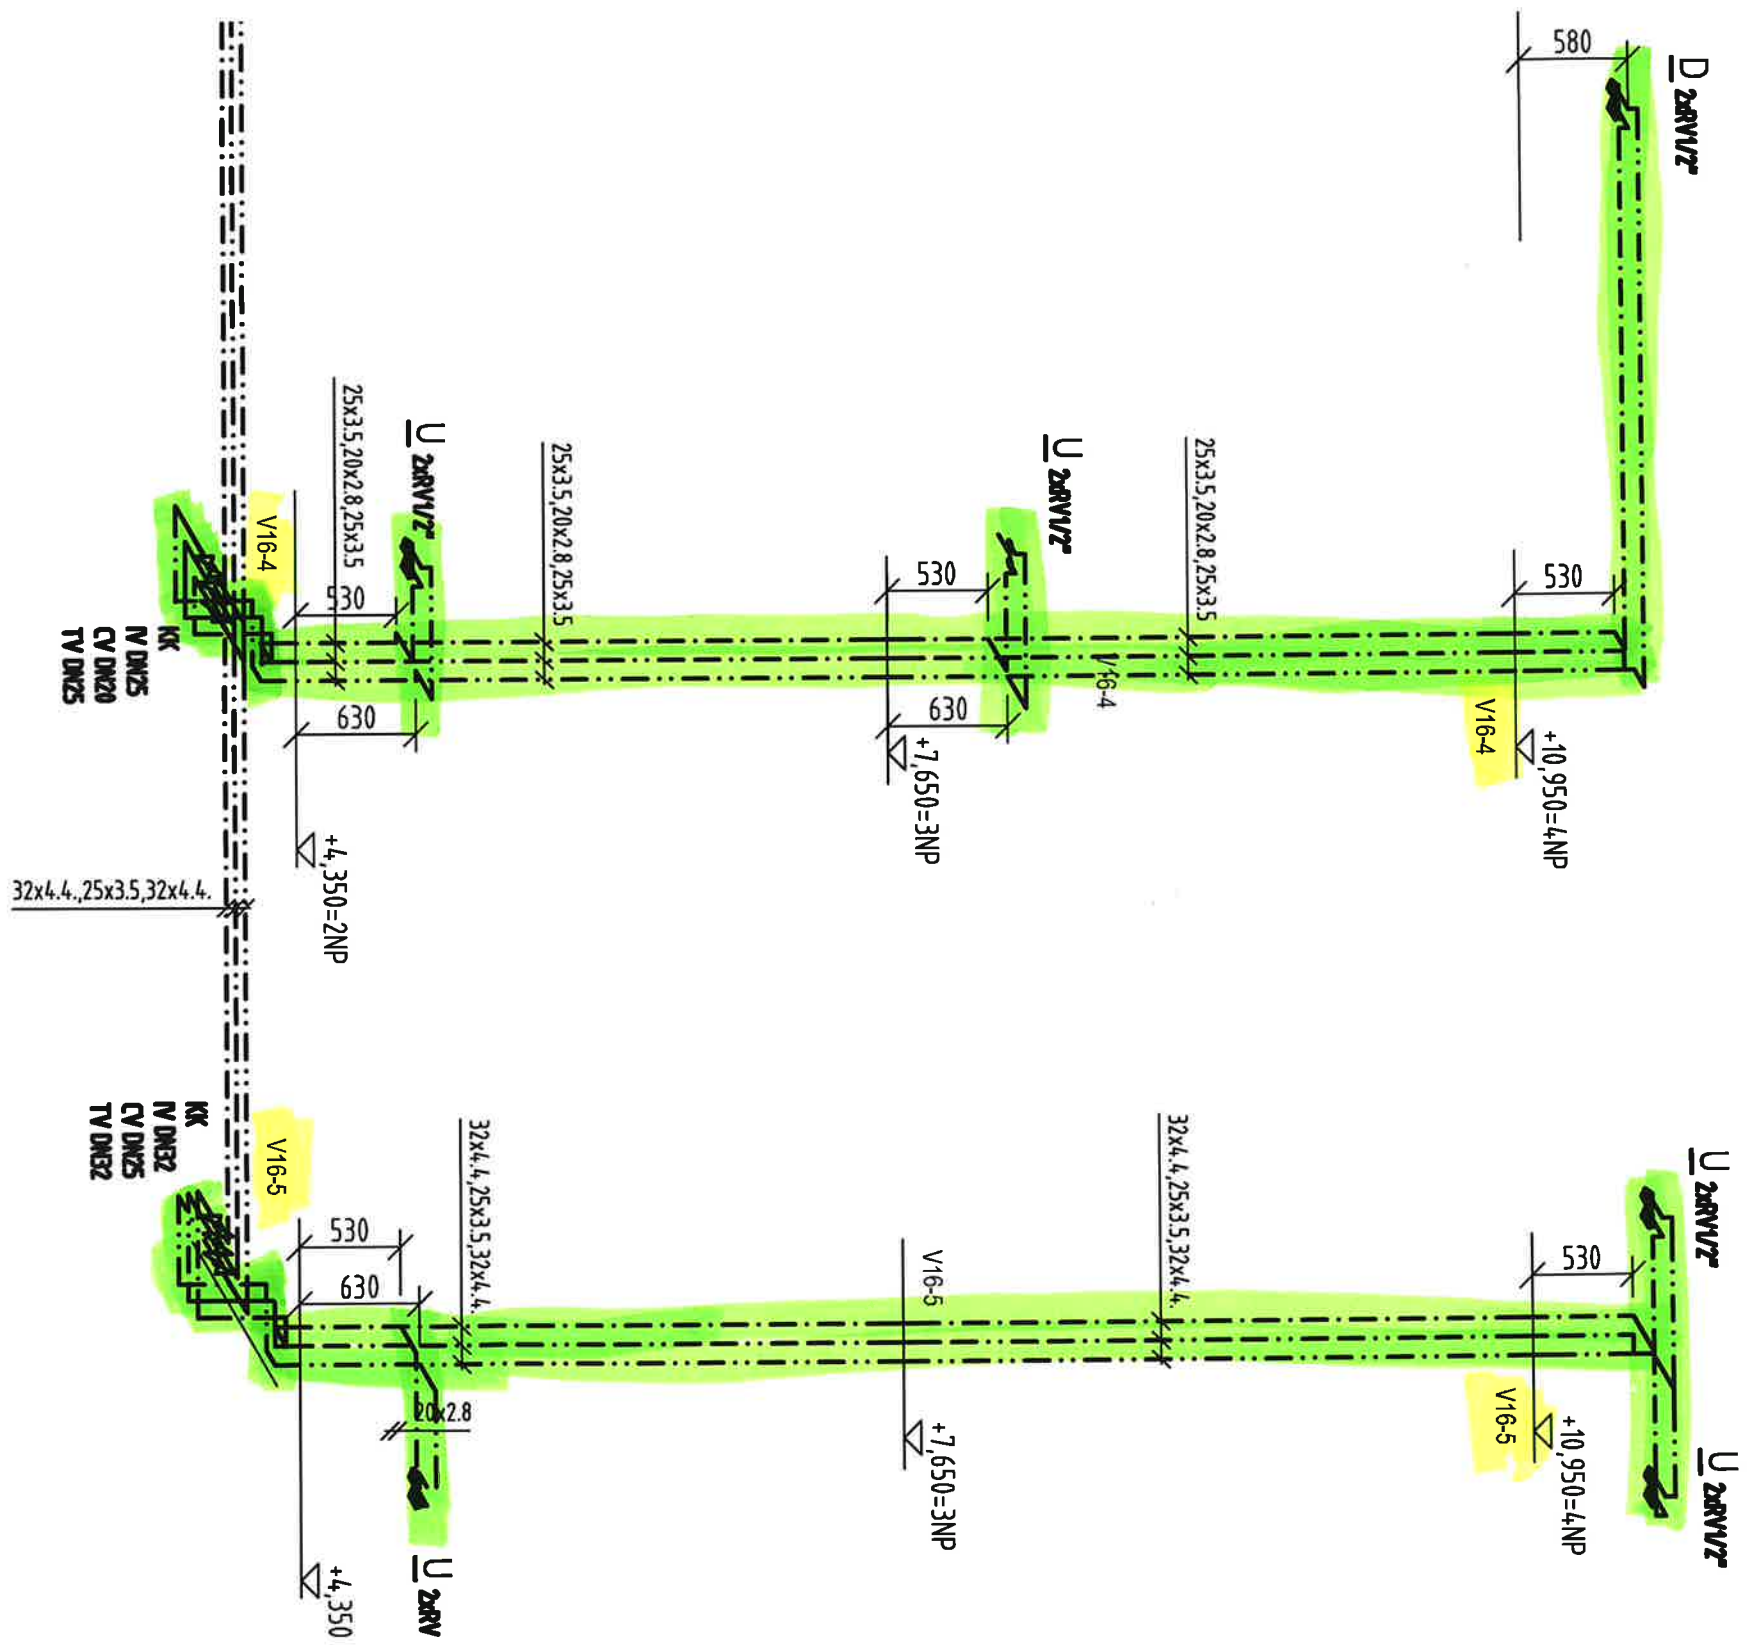 D 2xRV1/2"
580
530
V16-4
+10,950=4NP
25x3.5,20x2.8,25x3.5
V16-4
U 2xRV1/2"
530
630
+7,650=3NP
25x3.5,20x2.8,25x3.5
U 2xRV1/2"
25x3.5,20x2.8,25x3.5
530
630
+4,350=2NP
V16-4
KK
IV DN25
CV DN20
TV DN25
32x4.4.,25x3.5,32x4.4.
U 2xRV1/2"
U 2xRV1/2"
530
V16-5
+10,950=4NP
32x4.4,25x3.5,32x4.4.
V16-5
+7,650=3NP
32x4.4,25x3.5,32x4.4.
530
630
20x2.8
U 2xRV
+4,350
V16-5
KK
IV DN32
CV DN25
TV DN32